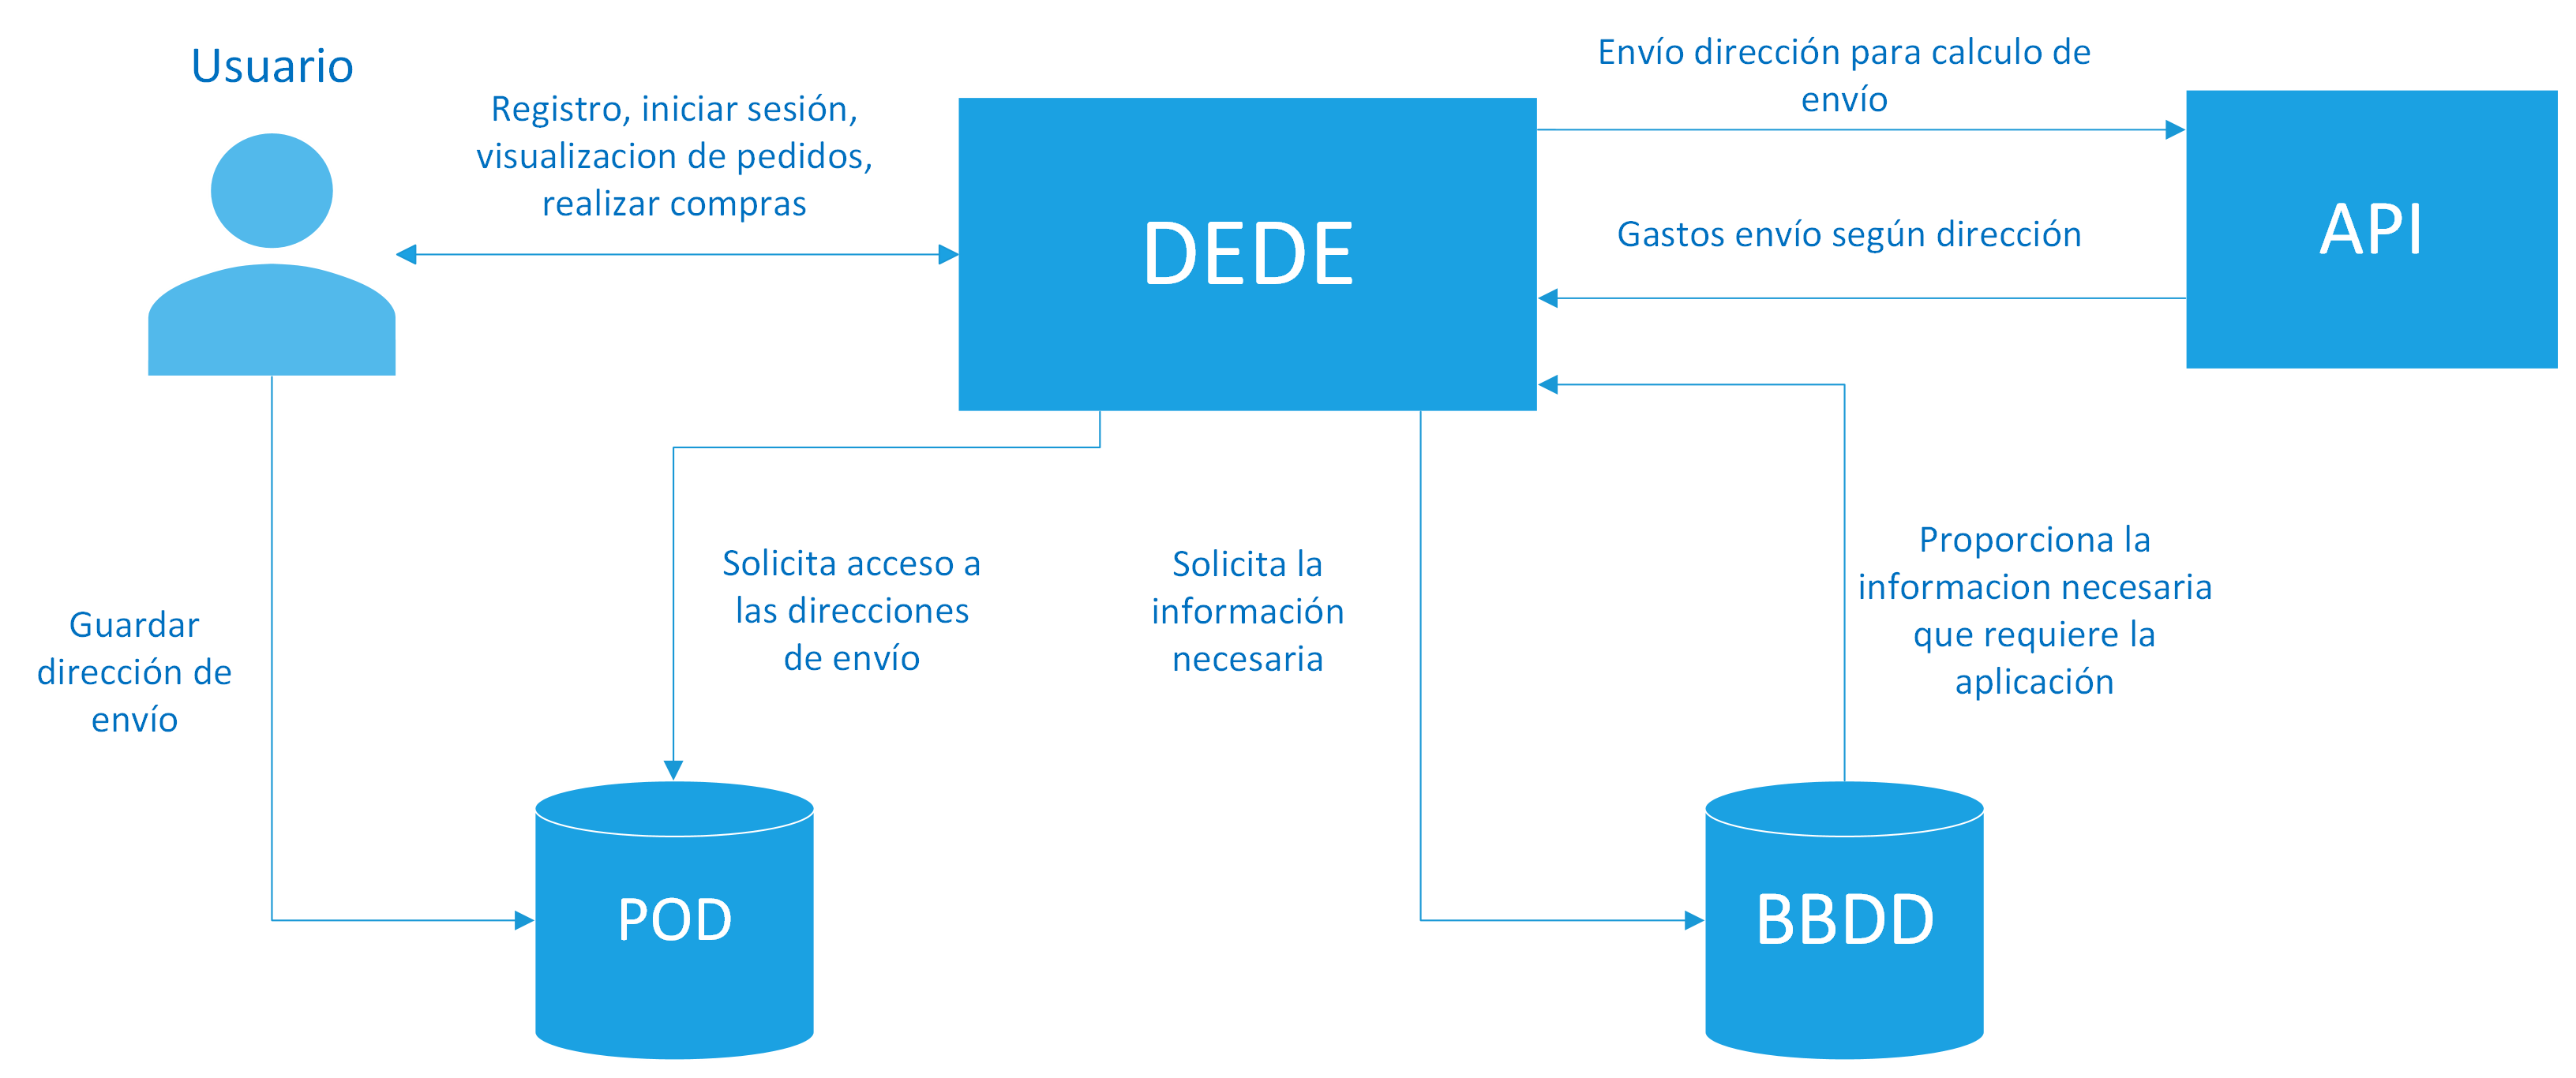 Usuario
Registro, iniciar sesión,
visualizacion de pedidos,
realizar compras
DEDE
Envío dirección para calculo de
envío
Gastos envío según dirección
API
Guardar
dirección de
envío
Solicita acceso a
las direcciones
de envío
Solicita la
información
necesaria
Proporciona la
informacion necesaria
que requiere la
aplicación
POD
BBDD